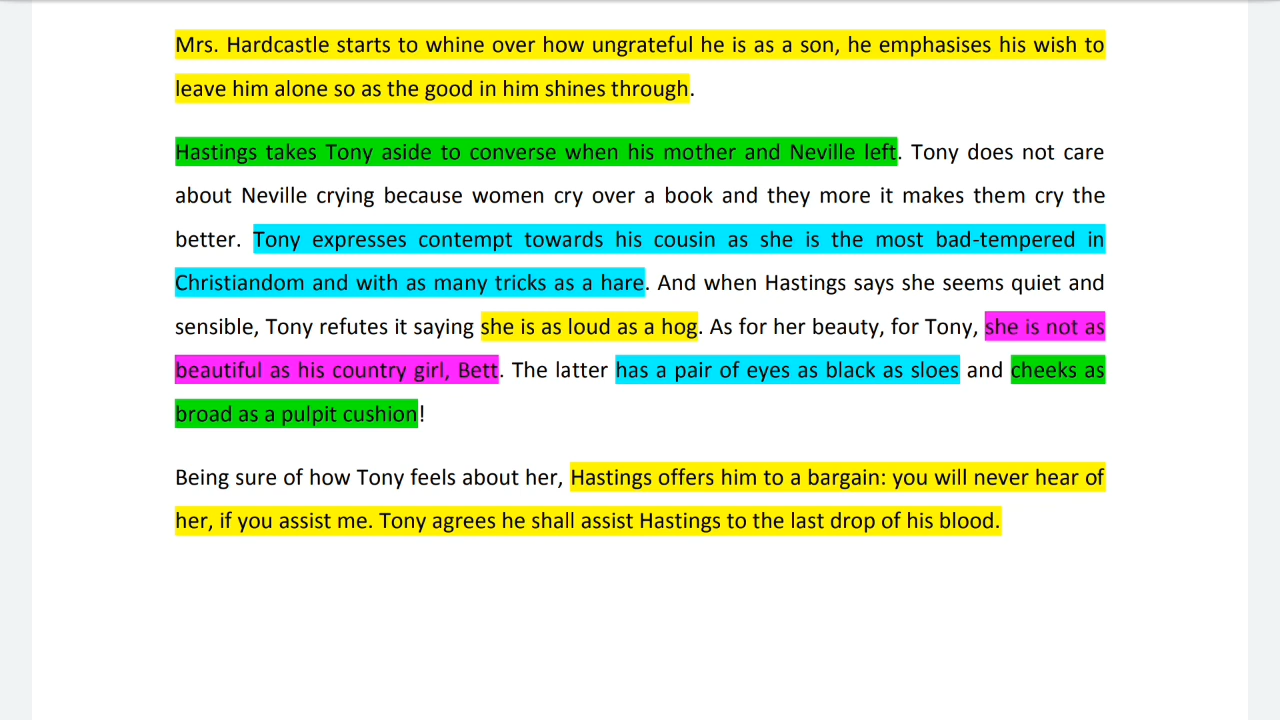 Mrs. Hardcastle starts to whine over how ungrateful he is as a son, he emphasises his wish to
leave him alone so as the good in him shines through.
Hastings takes Tony aside to converse when his mother and Neville left. Tony does not care
about Neville crying because women cry over a book and they more it makes them cry the
better. Tony expresses contempt towards his cousin as she is the most bad-tempered in
Christiandom and with as many tricks as a hare. And when Hastings says she seems quiet and
sensible, Tony refutes it saying she is as loud as a hog. As for her beauty, for Tony, she is not as
beautiful as his country girl, Bett. The latter has a pair of eyes as black as sloes and cheeks as
broad as a pulpit cushion!
Being sure of how Tony feels about her, Hastings offers him to a bargain: you will never hear of
her, if you assist me. Tony agrees he shall assist Hastings to the last drop of his blood.